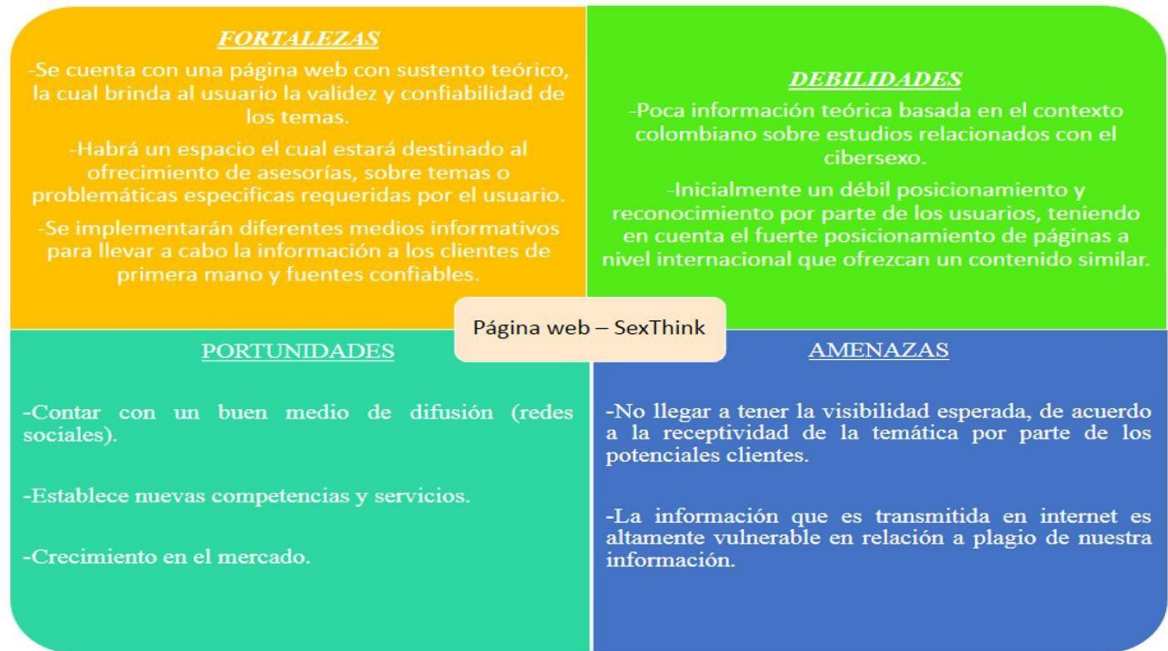 FORTALEZAS
-Se cuenta con una página web con sustento teórico,
la cual brinda al usuario la validez y confiabilidad de
los temas.
-Habrá un espacio el cual estará destinado al
ofrecimiento de asesorías, sobre temas o
problemáticas especificas requeridas por el usuario.
-Se implementarán diferentes medios informativos
para llevar a cabo la información a los clientes de
primera mano y fuentes confiables.
DEBILIDADES
-Poca información teórica basada en el contexto
colombiano sobre estudios relacionados con el
cibersexo.
-Inicialmente un débil posicionamiento y
reconocimiento por parte de los usuarios, teniendo
en cuenta el fuerte posicionamiento de páginas a
nivel internacional que ofrezcan un contenido similar.
Página web – SexThink
PORTUNIDADES
-Contar con un buen medio de difusión (redes
sociales).
-Establece nuevas competencias y servicios.
-Crecimiento en el mercado.
AMENAZAS
-No llegar a tener la visibilidad esperada, de acuerdo
a la receptividad de la temática por parte de los
potenciales clientes.
-La información que es transmitida en internet es
altamente vulnerable en relación a plagio de nuestra
información.